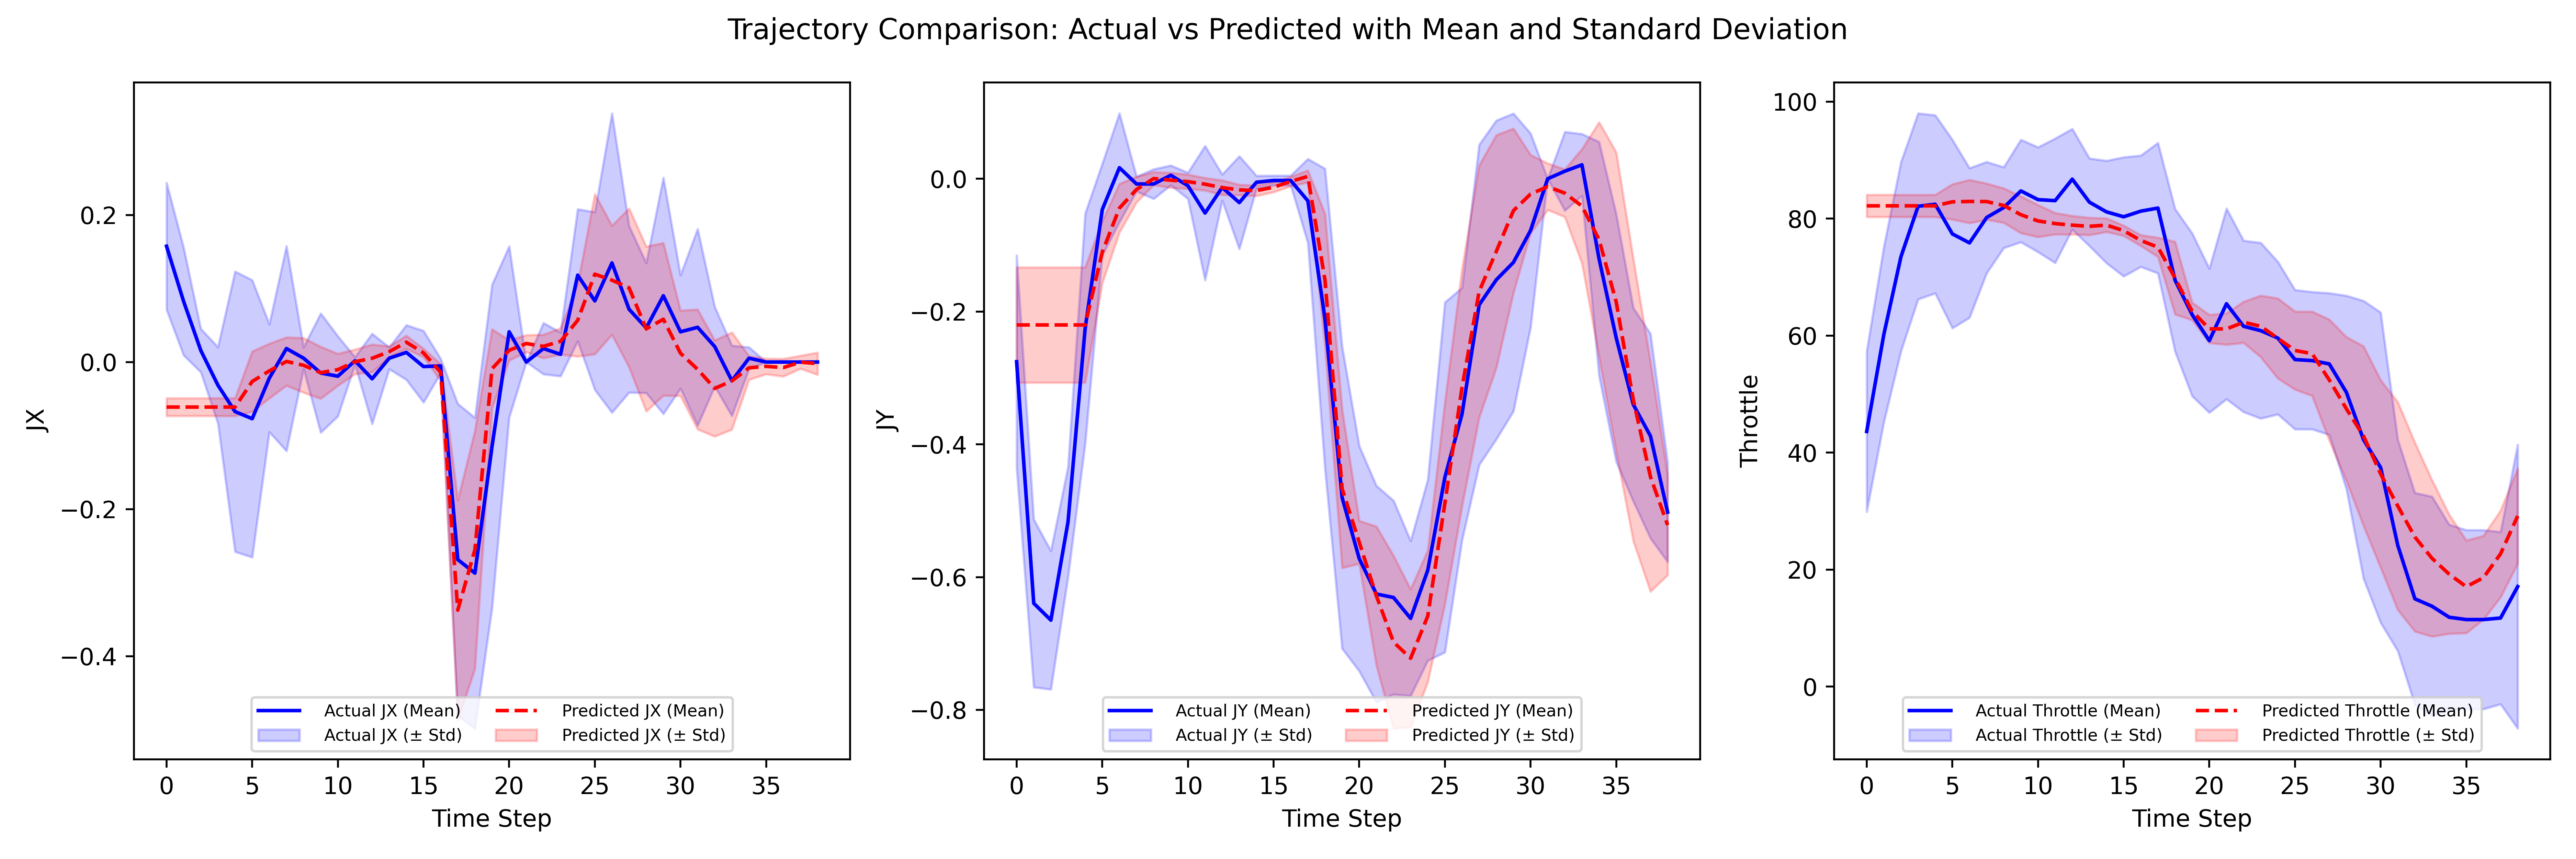 Trajectory Comparison: Actual vs Predicted with Mean and Standard Deviation
JX
0.2
0.0
−0.2
−0.4
Actual JX (Mean)
Actual JX (± Std)
Predicted JX (Mean)
Predicted JX (± Std)
0 5 10 15 20 25 30 35
Time Step
JY
0.0
−0.2
−0.4
−0.6
−0.8
Actual JY (Mean)
Actual JY (± Std)
Predicted JY (Mean)
Predicted JY (± Std)
0 5 10 15 20 25 30 35
Time Step
Throttle
100
80
60
40
20
0
Actual Throttle (Mean)
Actual Throttle (± Std)
Predicted Throttle (Mean)
Predicted Throttle (± Std)
0 5 10 15 20 25 30 35
Time Step